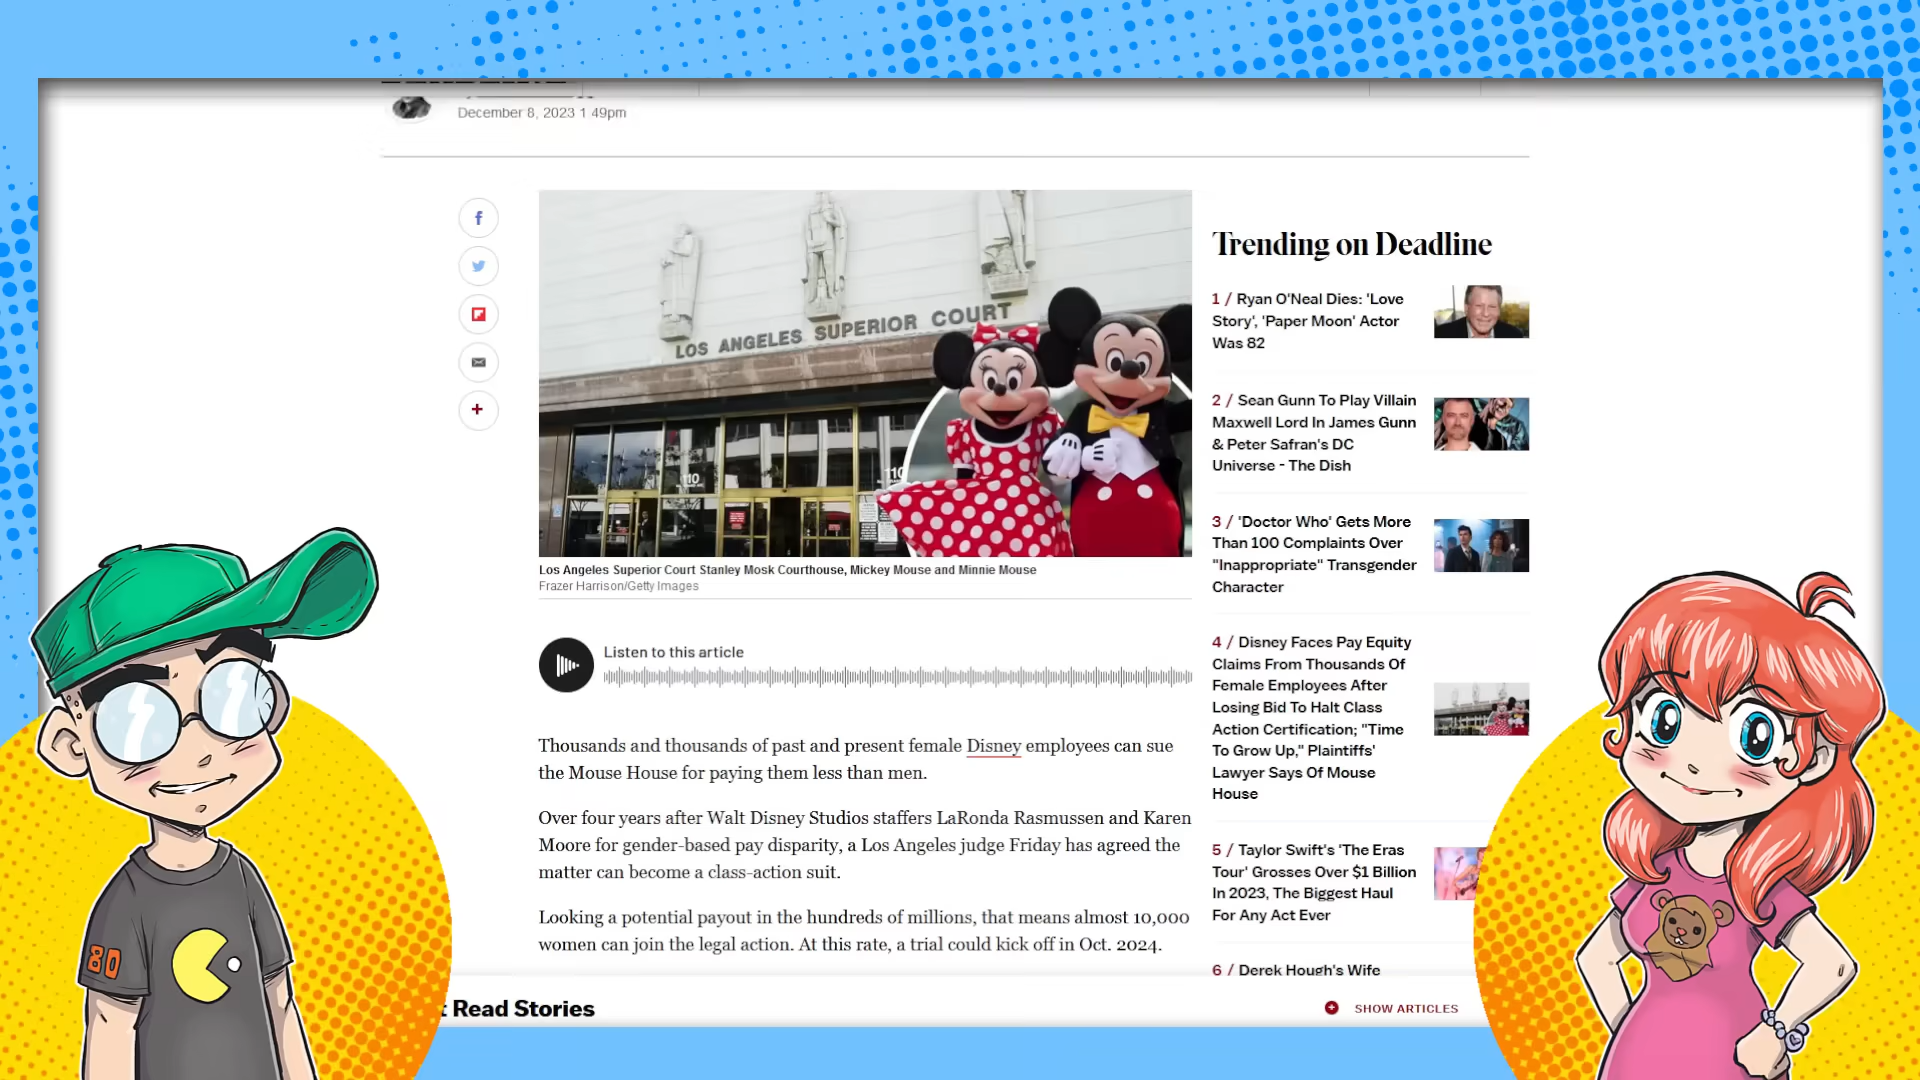 December 8, 2023 1 49pm
LOS ANGELES SUPERIOR COURT
110
110
Los Angeles Superior Court Stanley Mosk Courthouse, Mickey Mouse and Minnie Mouse
Frazer Harrison/Getty Images
Listen to this article
Thousands and thousands of past and present female Disney employees can sue
the Mouse House for paying them less than men.
Over four years after Walt Disney Studios staffers LaRonda Rasmussen and Karen
Moore for gender-based pay disparity, a Los Angeles judge Friday has agreed the
matter can become a class-action suit.
Looking a potential payout in the hundreds of millions, that means almost 10,000
women can join the legal action. At this rate, a trial could kick off in Oct. 2024.
Trending on Deadline
1 / Ryan O'Neal Dies: 'Love
Story', 'Paper Moon' Actor
Was 82
2 / Sean Gunn To Play Villain
Maxwell Lord In James Gunn
& Peter Safran's DC
Universe - The Dish
3 / 'Doctor Who' Gets More
Than 100 Complaints Over
"Inappropriate" Transgender
Character
4 / Disney Faces Pay Equity
Claims From Thousands Of
Female Employees After
Losing Bid To Halt Class
Action Certification; "Time
To Grow Up," Plaintiffs'
Lawyer Says Of Mouse
House
5 / Taylor Swift's 'The Eras
Tour' Grosses Over $1 Billion
In 2023, The Biggest Haul
For Any Act Ever
6 / Derek Hough's Wife
t Read Stories
SHOW ARTICLES
80